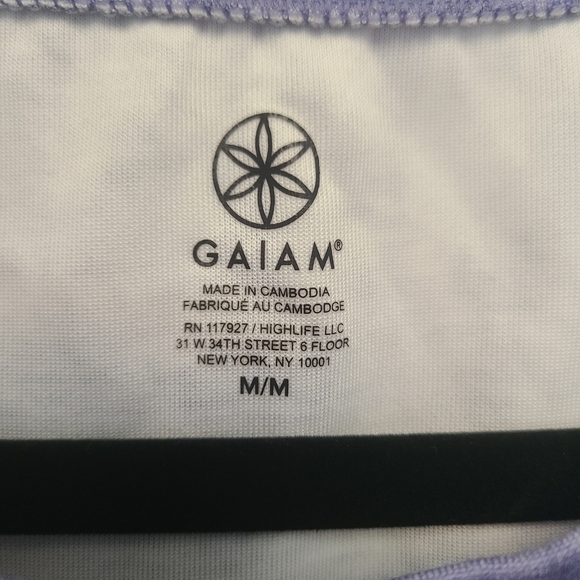 GAIAM®
MADE IN CAMBODIA
FABRIQUÉ AU CAMBODGE
RN 117927 / HIGHLIFE LLC
31 W 34TH STREET 6 FLOOR
NEW YORK, NY 10001
M/M